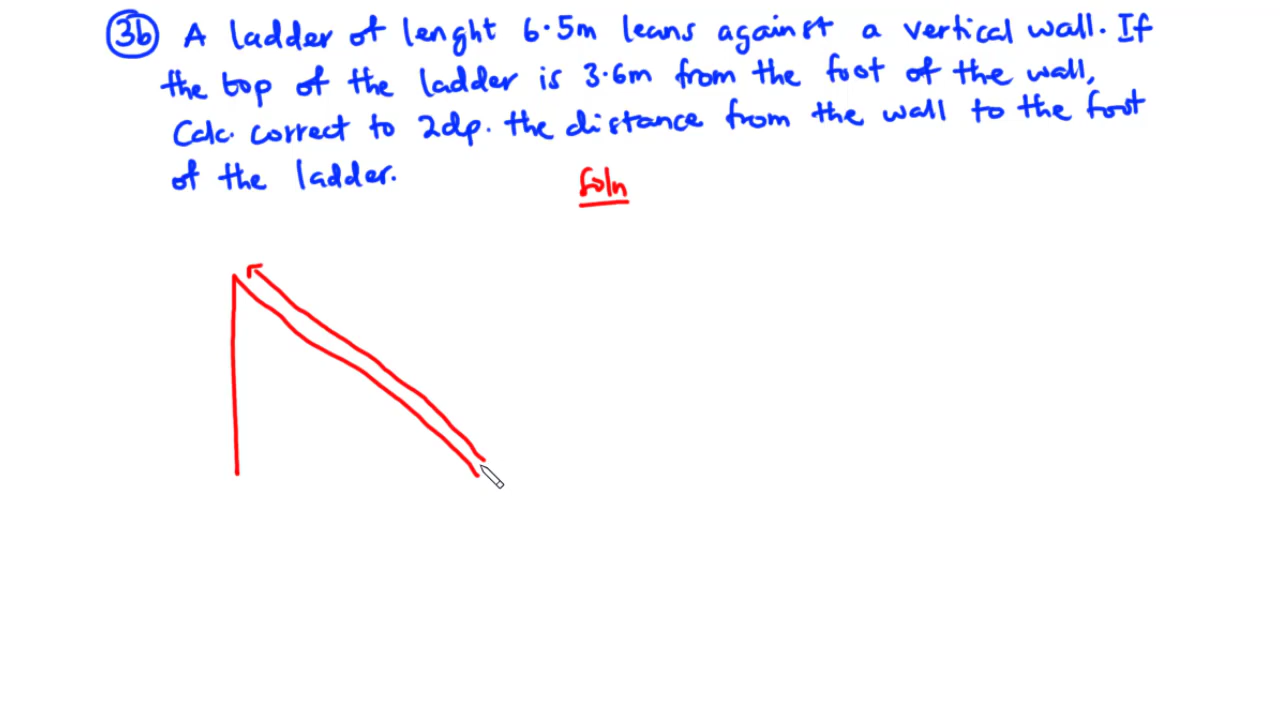 3b A ladder of lenght 6.5m leans against a vertical wall. If
the top of the ladder is 3.6m from the foot of the wall,
Calc. correct to 2dp. the distance from the wall to the foot
of the ladder.
Soln